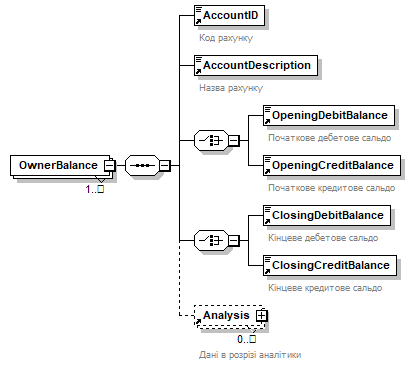 AccountID
Код рахунку
AccountDescription
Назва рахунку
OpeningDebitBalance
Початкове дебетове сальдо
OpeningCreditBalance
Початкове кредитове сальдо
OwnerBalance
1..
ClosingDebitBalance
Кінцеве дебетове сальдо
ClosingCreditBalance
Кінцеве кредитове сальдо
Analysis
0..
Дані в розрізі аналітики